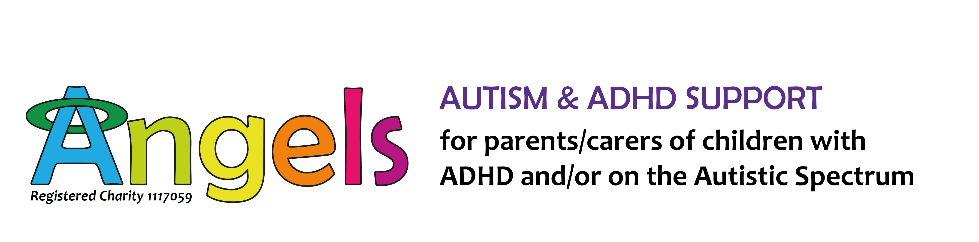 Angels
Registered Charity 1117059
AUTISM & ADHD SUPPORT
for parents/carers of children with
ADHD and/or on the Autistic Spectrum